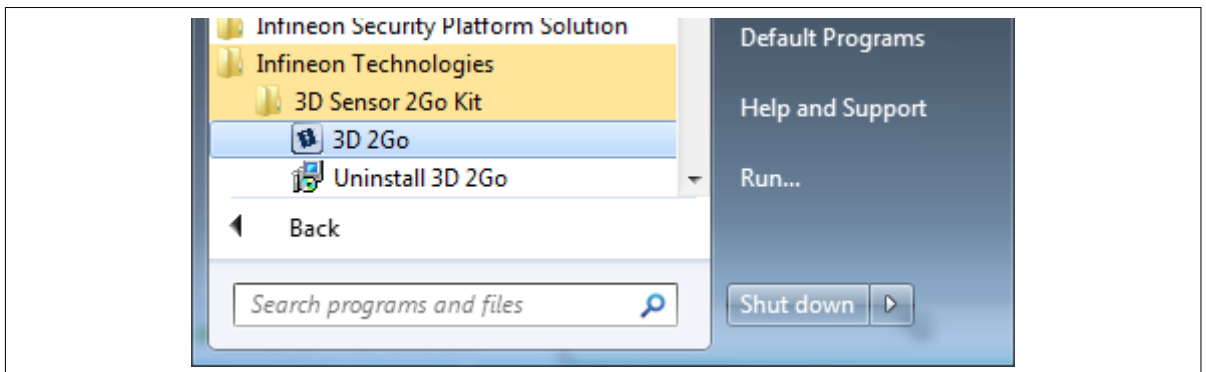 Infineon Security Platform Solution
Infineon Technologies
3D Sensor 2Go Kit
3D 2Go
Uninstall 3D 2Go
Back
Search programs and files
Default Programs
Help and Support
Run...
Shut down